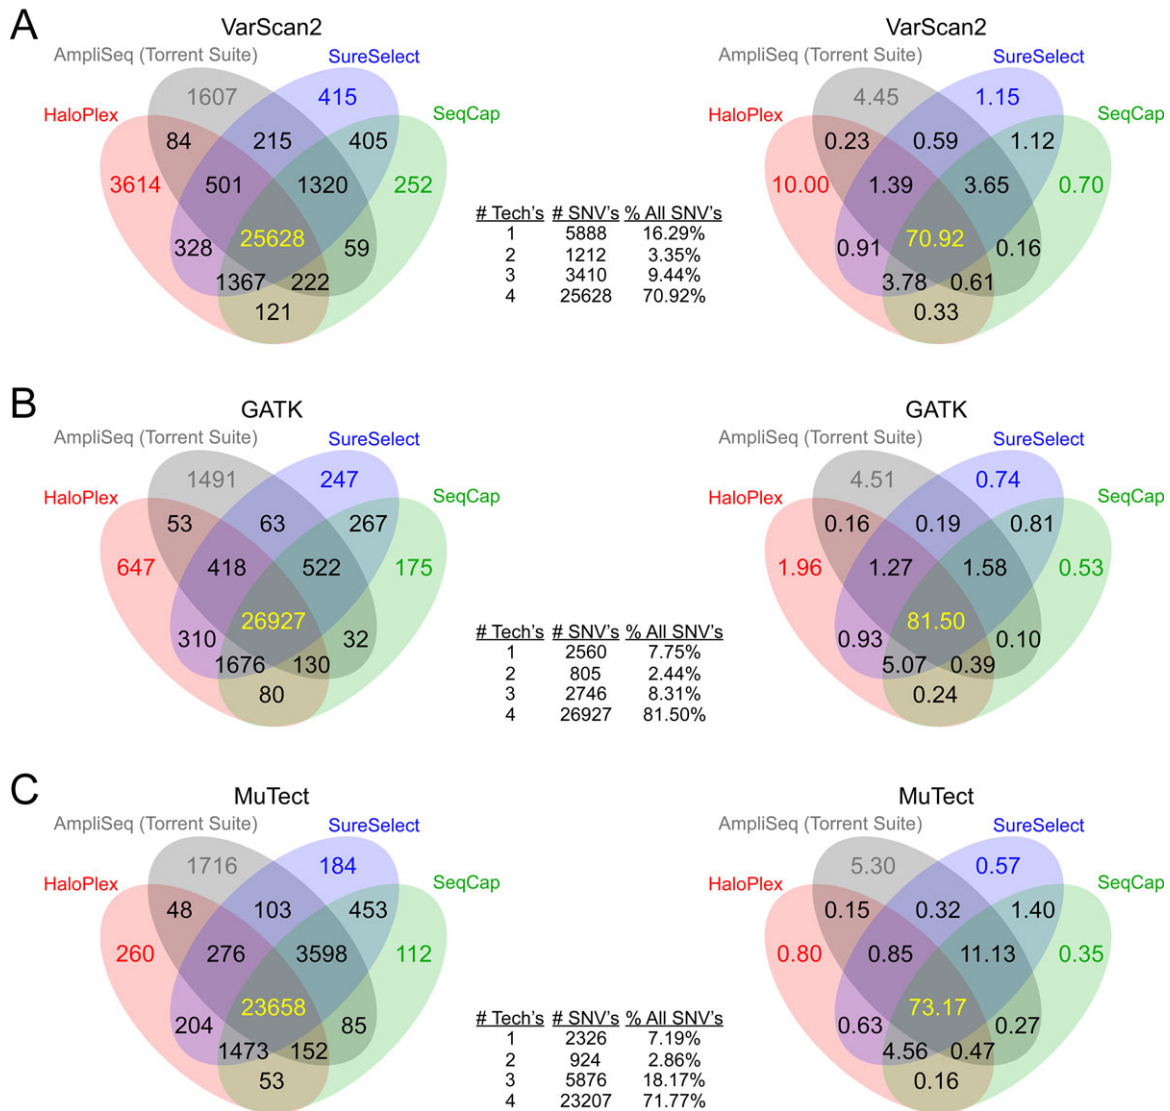 A
VarScan2
AmpliSeq (Torrent Suite)
SureSelect
HaloPlex
SeqCap
1607
415
84
215
405
3614
501
1320
252
328
25628
59
1367
222
121
# Tech's # SNV's % All SNV's
1 5888 16.29%
2 1212 3.35%
3 3410 9.44%
4 25628 70.92%
VarScan2
AmpliSeq (Torrent Suite)
SureSelect
HaloPlex
SeqCap
4.45
1.15
0.23
0.59
1.12
10.00
1.39
3.65
0.70
0.91
70.92
0.16
3.78
0.61
0.33
B
GATK
AmpliSeq (Torrent Suite)
SureSelect
HaloPlex
SeqCap
1491
247
53
63
267
647
418
522
175
310
26927
32
1676
130
80
# Tech's # SNV's % All SNV's
1 2560 7.75%
2 805 2.44%
3 2746 8.31%
4 26927 81.50%
GATK
AmpliSeq (Torrent Suite)
SureSelect
HaloPlex
SeqCap
4.51
0.74
0.16
0.19
0.81
1.96
1.27
1.58
0.53
0.93
81.50
0.10
5.07
0.39
0.24
C
MuTect
AmpliSeq (Torrent Suite)
SureSelect
HaloPlex
SeqCap
1716
184
48
103
453
260
276
3598
112
204
23658
85
1473
152
53
# Tech's # SNV's % All SNV's
1 2326 7.19%
2 924 2.86%
3 5876 18.17%
4 23207 71.77%
MuTect
AmpliSeq (Torrent Suite)
SureSelect
HaloPlex
SeqCap
5.30
0.57
0.15
0.32
1.40
0.80
0.85
11.13
0.35
0.63
73.17
0.27
4.56
0.47
0.16